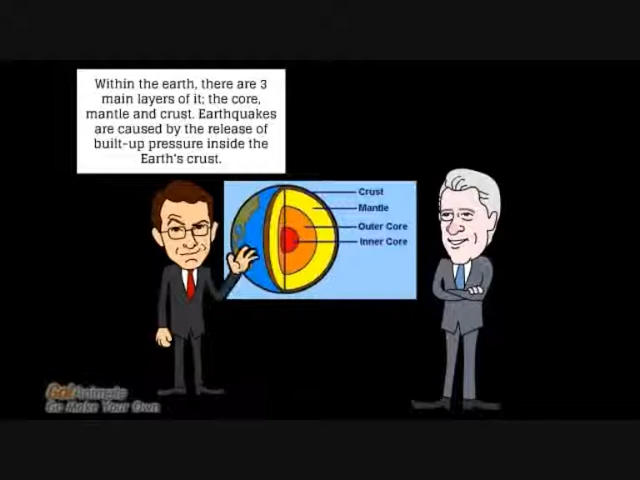 Within the earth, there are 3
main layers of it; the core,
mantle and crust. Earthquakes
are caused by the release of
built-up pressure inside the
Earth's crust.
Crust
Mantle
Outer Core
Inner Core
Go!Animate
Go Make Your Own